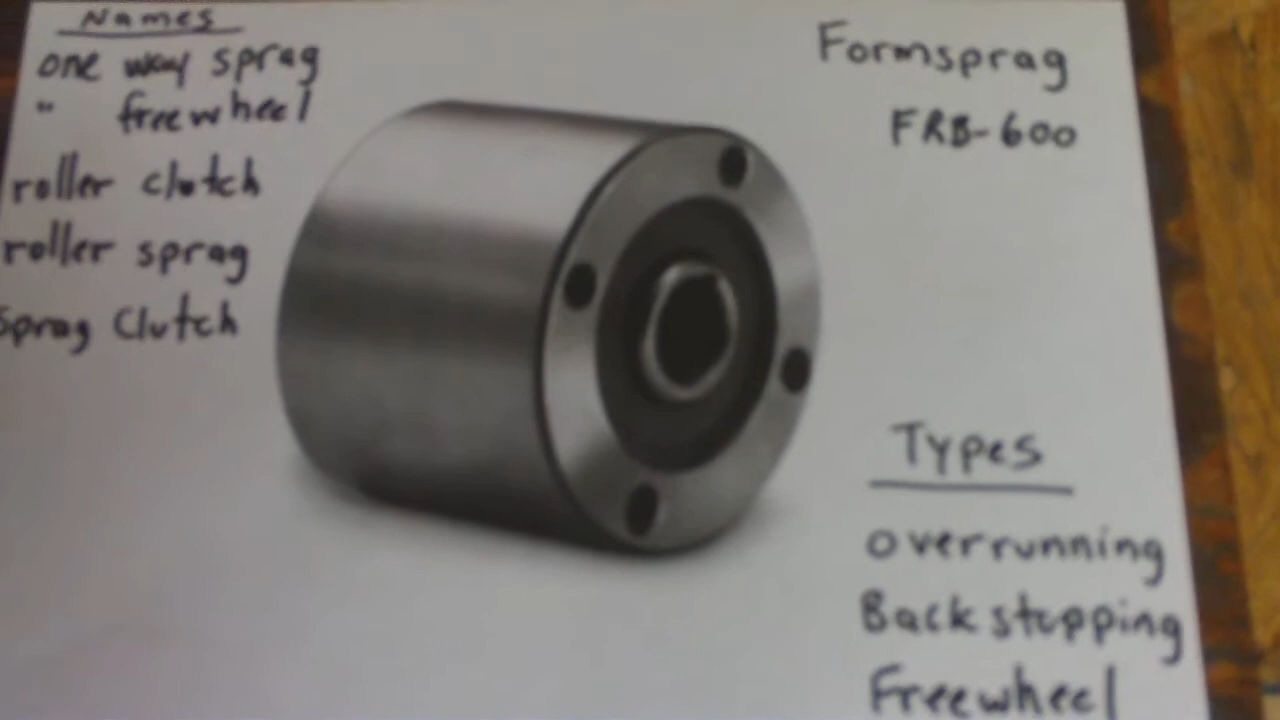 Names
one way sprag
" freewheel
roller clutch
roller sprag
Sprag Clutch
Formsprag
FRB-600
Types
overrunning
Backstopping
Freewheel